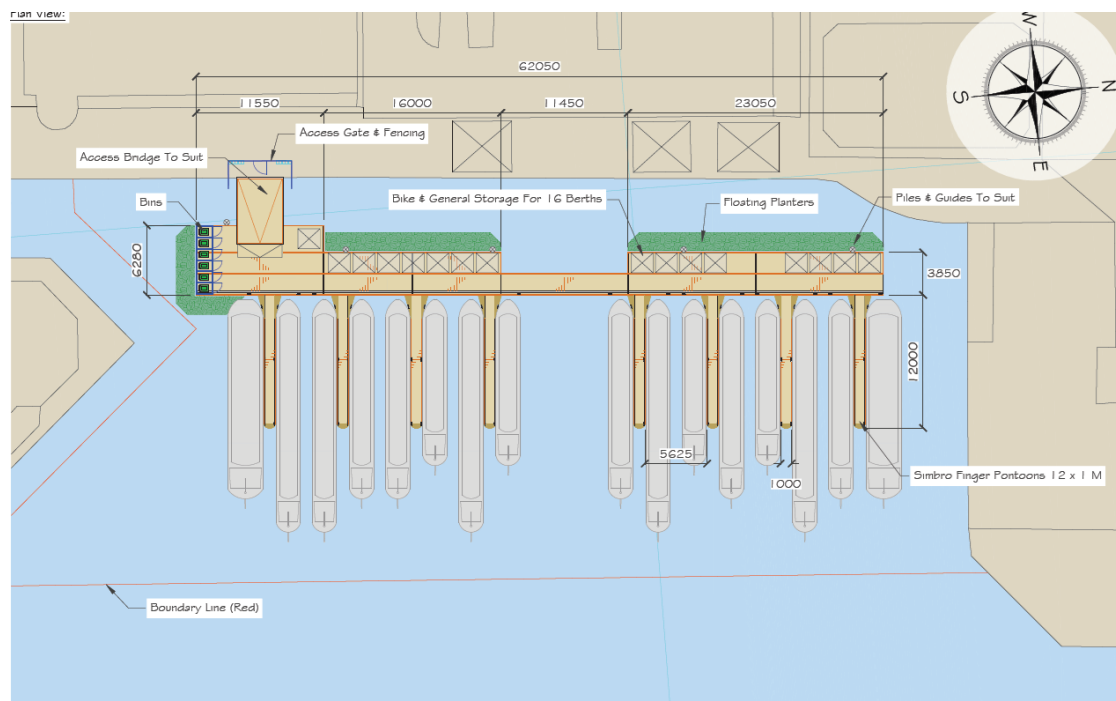 Plan View:
W
N
S
E
62050
11550
16000
11450
23050
Access Gate & Fencing
Access Bridge To Suit
Bins
Bike & General Storage For 16 Berths
Floating Planters
Piles & Guides To Suit
6280
3850
12000
5625
1000
Simbro Finger Pontoons 12 x 1 M
Boundary Line (Red)